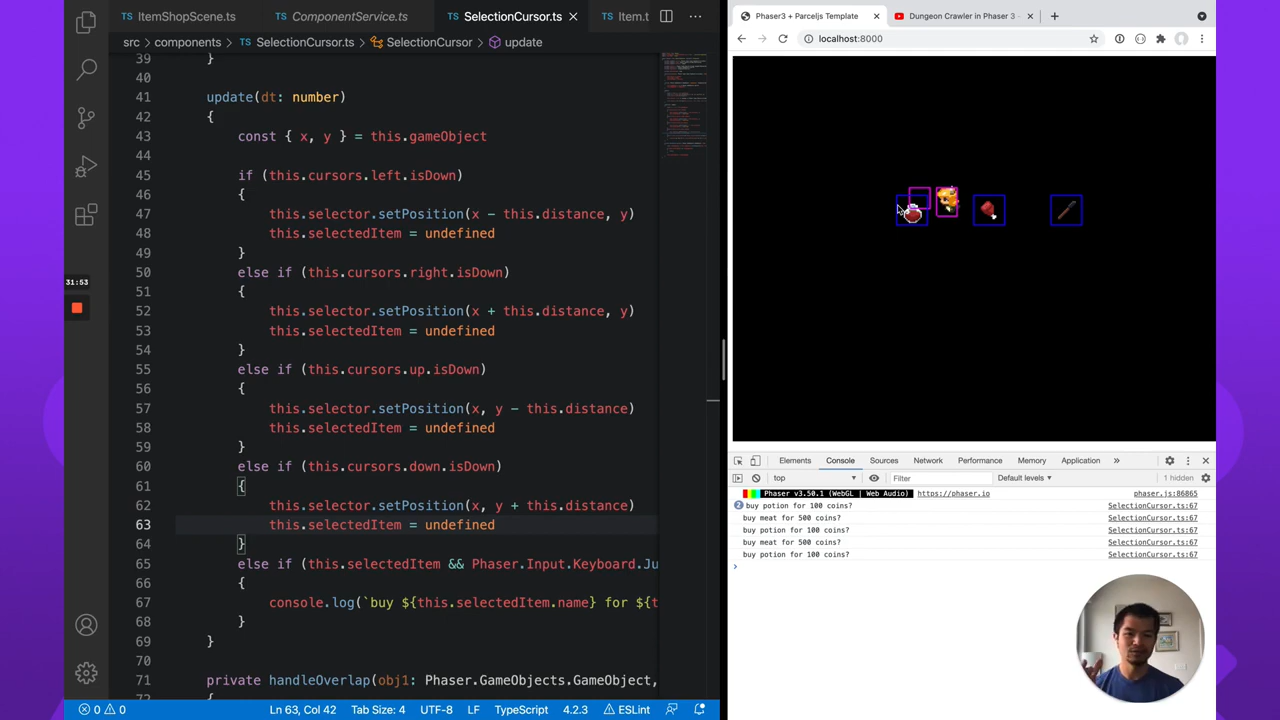 ItemShopScene.ts
ComponentService.ts
SelectionCursor.ts
Item.t
src > components > SelectionCursor.ts > SelectionCursor > update
39 }
40
41 update(dt: number)
42 {
43 const { x, y } = this.gameObject
44
45 if (this.cursors.left.isDown)
46 {
47 this.selector.setPosition(x - this.distance, y)
48 this.selectedItem = undefined
49 }
50 else if (this.cursors.right.isDown)
51 {
52 this.selector.setPosition(x + this.distance, y)
53 this.selectedItem = undefined
54 }
55 else if (this.cursors.up.isDown)
56 {
57 this.selector.setPosition(x, y - this.distance)
58 this.selectedItem = undefined
59 }
60 else if (this.cursors.down.isDown)
61 {
62 this.selector.setPosition(x, y + this.distance)
63 this.selectedItem = undefined
64 }
65 else if (this.selectedItem && Phaser.Input.Keyboard.Ju
66 {
67 console.log(`buy ${this.selectedItem.name} for ${t
68 }
69 }
70
71 private handleOverlap(obj1: Phaser.GameObjects.GameObject,
72 {
31:53
0 0 Ln 63, Col 42 Tab Size: 4 UTF-8 LF TypeScript 4.2.3 ESLint
Phaser3 + Parceljs Template
Dungeon Crawler in Phaser 3 -
localhost:8000
Elements Console Sources Network Performance Memory Application »
top Filter Default levels 1 hidden
Phaser v3.50.1 (WebGL | Web Audio) https://phaser.io phaser.js:86865
2 buy potion for 100 coins? SelectionCursor.ts:67
buy meat for 500 coins? SelectionCursor.ts:67
buy potion for 100 coins? SelectionCursor.ts:67
buy meat for 500 coins? SelectionCursor.ts:67
buy potion for 100 coins? SelectionCursor.ts:67